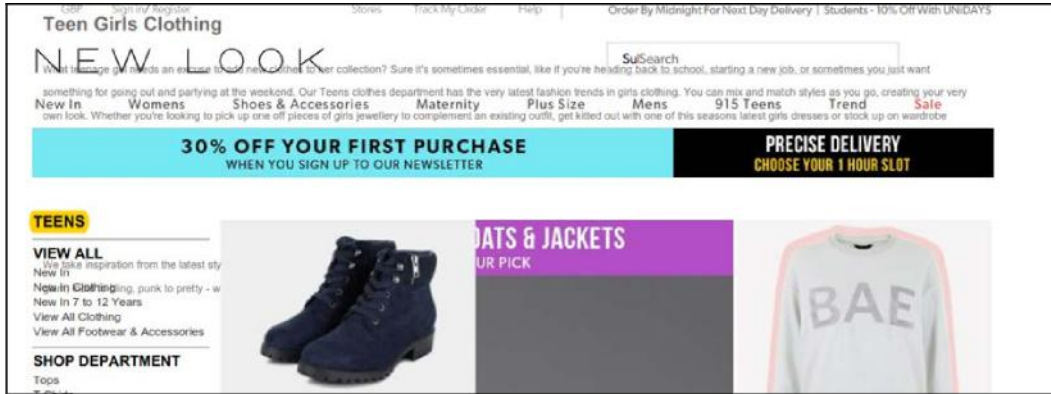 GBP Sign in/ Register Stores Track My Order Help Order By Midnight For Next Day Delivery | Students - 10% Off With UNiDAYS
Teen Girls Clothing
NEW LOOK
Search
What teenage girl needs an excuse to add new clothes to her collection? Sure it's sometimes essential, like if you're heading back to school, starting a new job, or sometimes you just want
something for going out and partying at the weekend. Our Teens clothes department has the very latest fashion trends in girls clothing. You can mix and match styles as you go, creating your very
New In Womens Shoes & Accessories Maternity Plus Size Mens 915 Teens Trend Sale
own look. Whether you're looking to pick up one off pieces of girls jewellery to complement an existing outfit, get kitted out with one of this seasons latest girls dresses or stock up on wardrobe
30% OFF YOUR FIRST PURCHASE
WHEN YOU SIGN UP TO OUR NEWSLETTER
PRECISE DELIVERY
CHOOSE YOUR 1 HOUR SLOT
TEENS
VIEW ALL
We take inspiration from the latest
New In
New In Clothing
punk to pretty - w
New In 7 to 12 Years
View All Clothing
View All Footwear & Accessories
SHOP DEPARTMENT
Tops
OATS & JACKETS
UR PICK
BAE